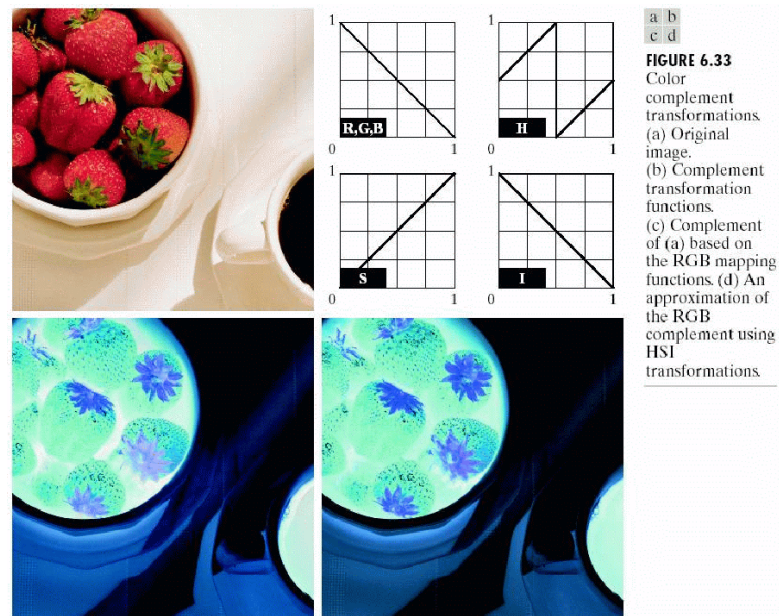 1
R,G,B
0
1
1
H
0
1
1
S
0
1
1
I
0
1
a b
c d
FIGURE 6.33
Color
complement
transformations.
(a) Original
image.
(b) Complement
transformation
functions.
(c) Complement
of (a) based on
the RGB mapping
functions. (d) An
approximation of
the RGB
complement using
HSI
transformations.